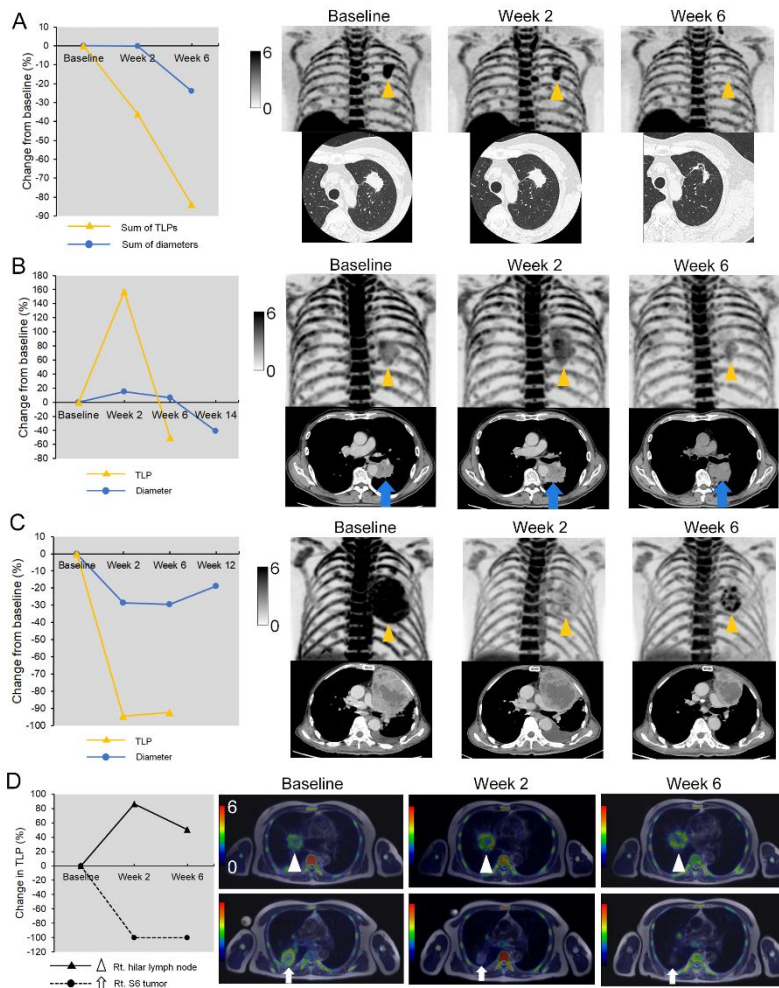 A
Baseline
Week 2
Week 6
Change from baseline (%)
10
0
-10
-20
-30
-40
-50
-60
-70
-80
-90
Baseline
Week 2
Week 6
Sum of TLPs
Sum of diameters
6
0
B
Baseline
Week 2
Week 6
Change from baseline (%)
180
160
140
120
100
80
60
40
20
0
-20
-40
-60
-80
Baseline
Week 2
Week 6
Week 14
TLP
Diameter
6
0
C
Baseline
Week 2
Week 6
Change from baseline (%)
10
0
-10
-20
-30
-40
-50
-60
-70
-80
-90
-100
Baseline
Week 2
Week 6
Week 12
TLP
Diameter
6
0
D
Baseline
Week 2
Week 6
Change in TLP
100
80
60
40
20
0
-20
-40
-60
-80
-100
-120
Baseline
Week 2
Week 6
Rt. hilar lymph node
Rt. S6 tumor
6
0